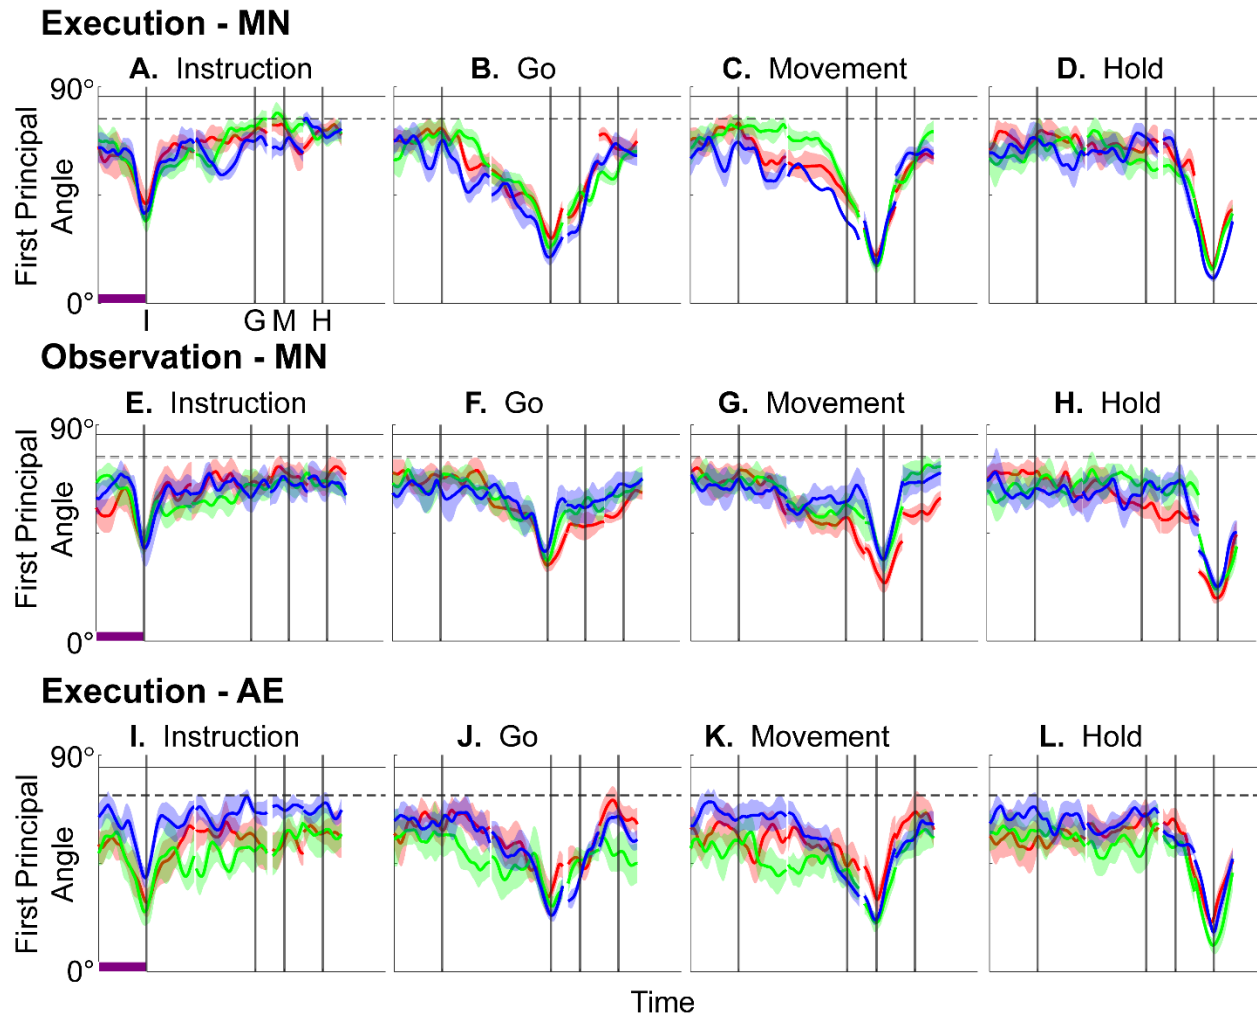 Execution - MN
A. Instruction
B. Go
C. Movement
D. Hold
90°
First Principal
Angle
0°
I
G
M
H
Observation - MN
E. Instruction
F. Go
G. Movement
H. Hold
90°
First Principal
Angle
0°
Execution - AE
I. Instruction
J. Go
K. Movement
L. Hold
90°
First Principal
Angle
0°
Time